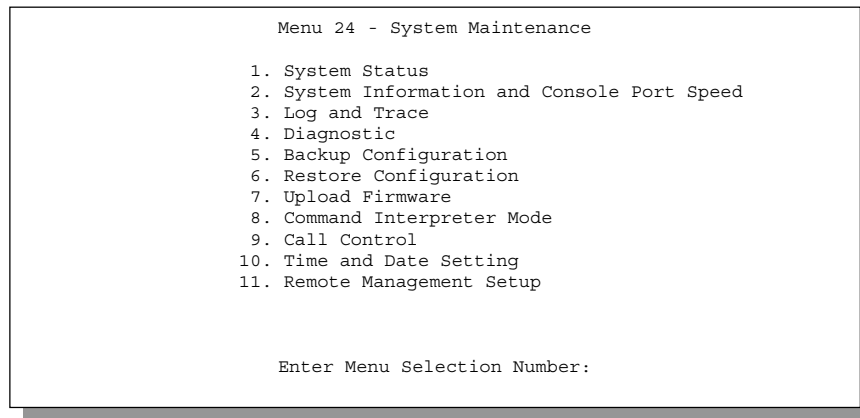 Menu 24 - System Maintenance
1. System Status
2. System Information and Console Port Speed
3. Log and Trace
4. Diagnostic
5. Backup Configuration
6. Restore Configuration
7. Upload Firmware
8. Command Interpreter Mode
9. Call Control
10. Time and Date Setting
11. Remote Management Setup
Enter Menu Selection Number: